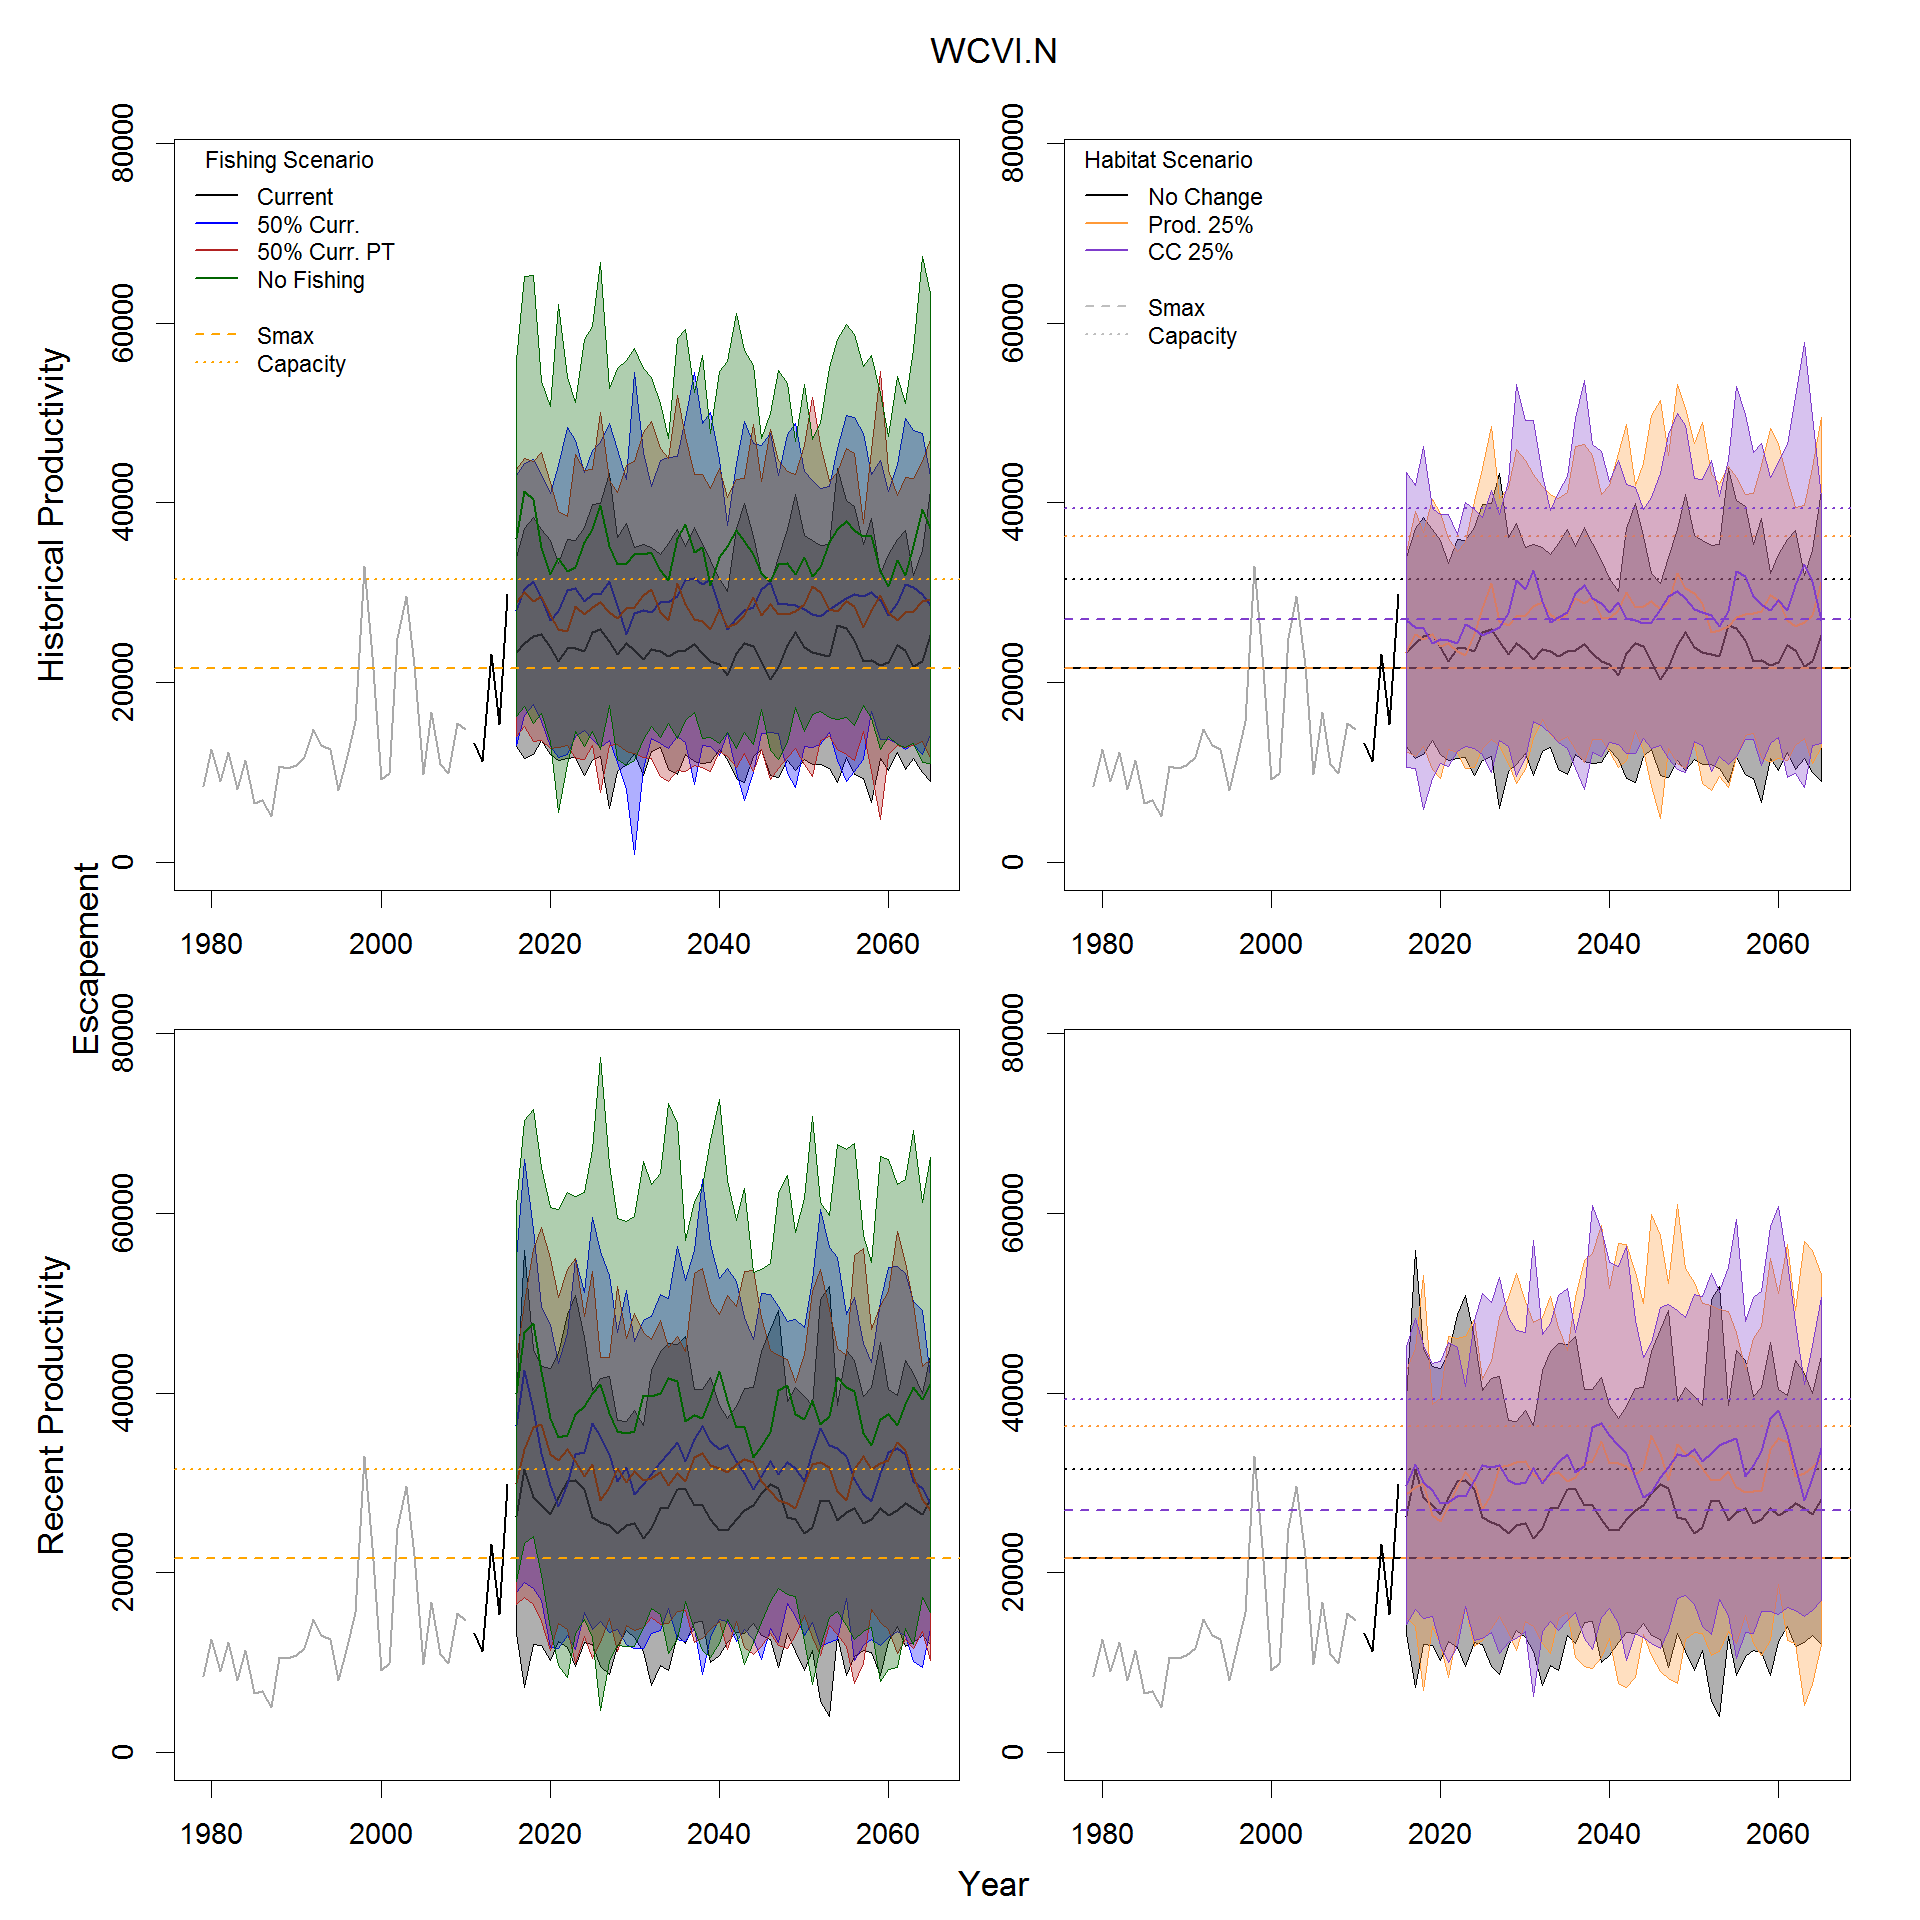 WCVI.N
Historical Productivity
80000
60000
40000
20000
0
Fishing Scenario
Current
50% Curr.
50% Curr. PT
No Fishing
Smax
Capacity
1980 2000 2020 2040 2060
80000
60000
40000
20000
0
Habitat Scenario
No Change
Prod. 25%
CC 25%
Smax
Capacity
1980 2000 2020 2040 2060
Escapement
Recent Productivity
80000
60000
40000
20000
0
1980 2000 2020 2040 2060
80000
60000
40000
20000
0
1980 2000 2020 2040 2060
Year